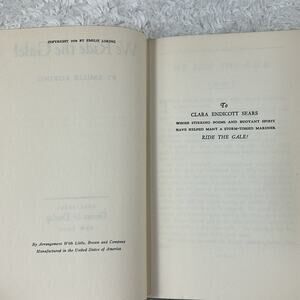 COPYRIGHT 1934 BY EMILIE LORING
By Arrangement With Little, Brown and Company
Manufactured in the United States of America
To
CLARA ENDICOTT SEARS
WHOSE STIRRING POEMS AND BUOYANT SPIRIT
HAVE HELPED MANY A STORM-TOSSED MARINER
RIDE THE GALE!